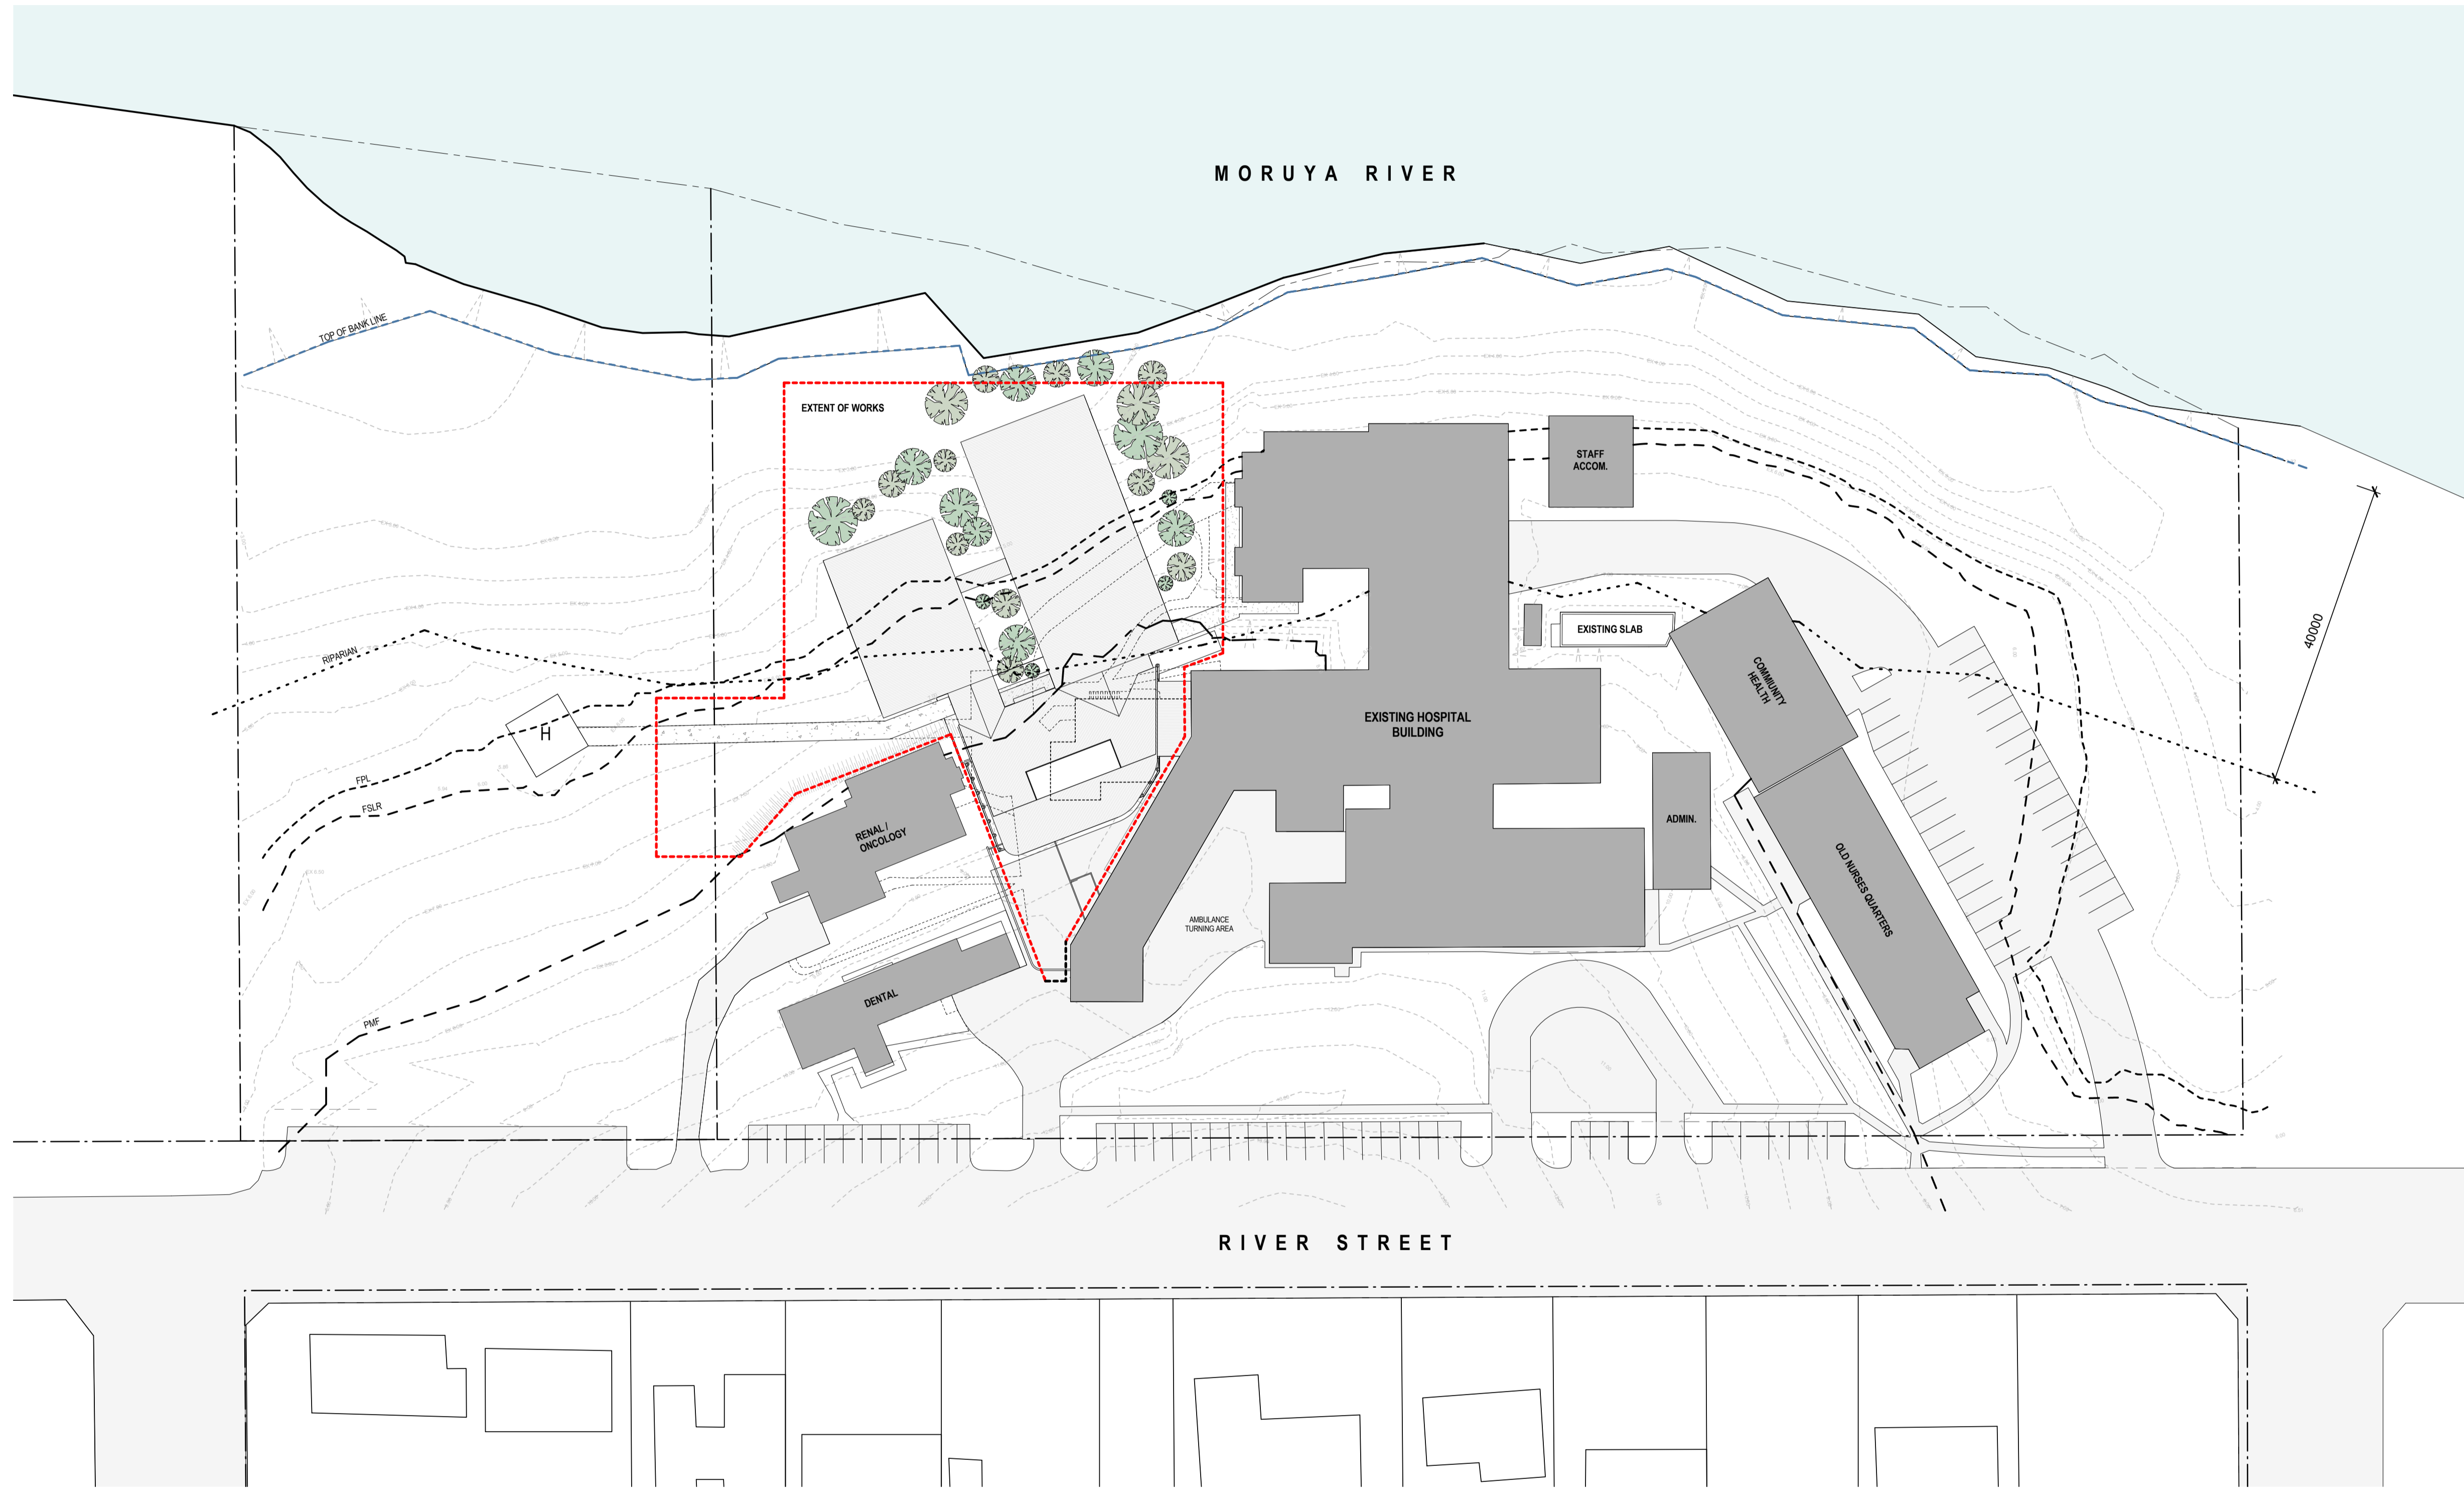 MORUYA RIVER
TOP OF BANK LINE
EXTENT OF WORKS
STAFF
ACCOM.
EXISTING SLAB
RIPARIAN
40000
COMMIUNITY
HEALTH
H
EXISTING HOSPITAL
BUILDING
FPL
FSLR
RENAL /
ONCOLOGY
ADMIN.
OLD NURSES QUARTERS
AMBULANCE
TURNING AREA
DENTAL
PMF
RIVER STREET